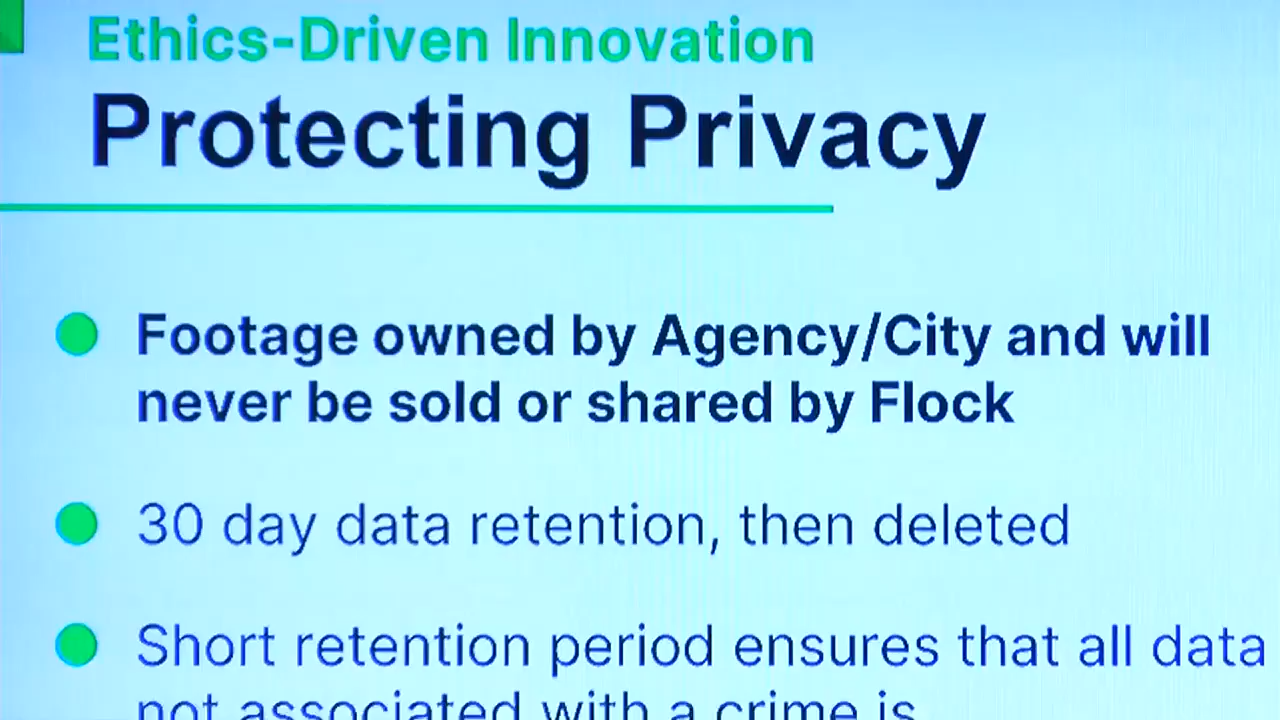 Ethics-Driven Innovation
Protecting Privacy
Footage owned by Agency/City and will
never be sold or shared by Flock
30 day data retention, then deleted
Short retention period ensures that all data
not associated with a crime is